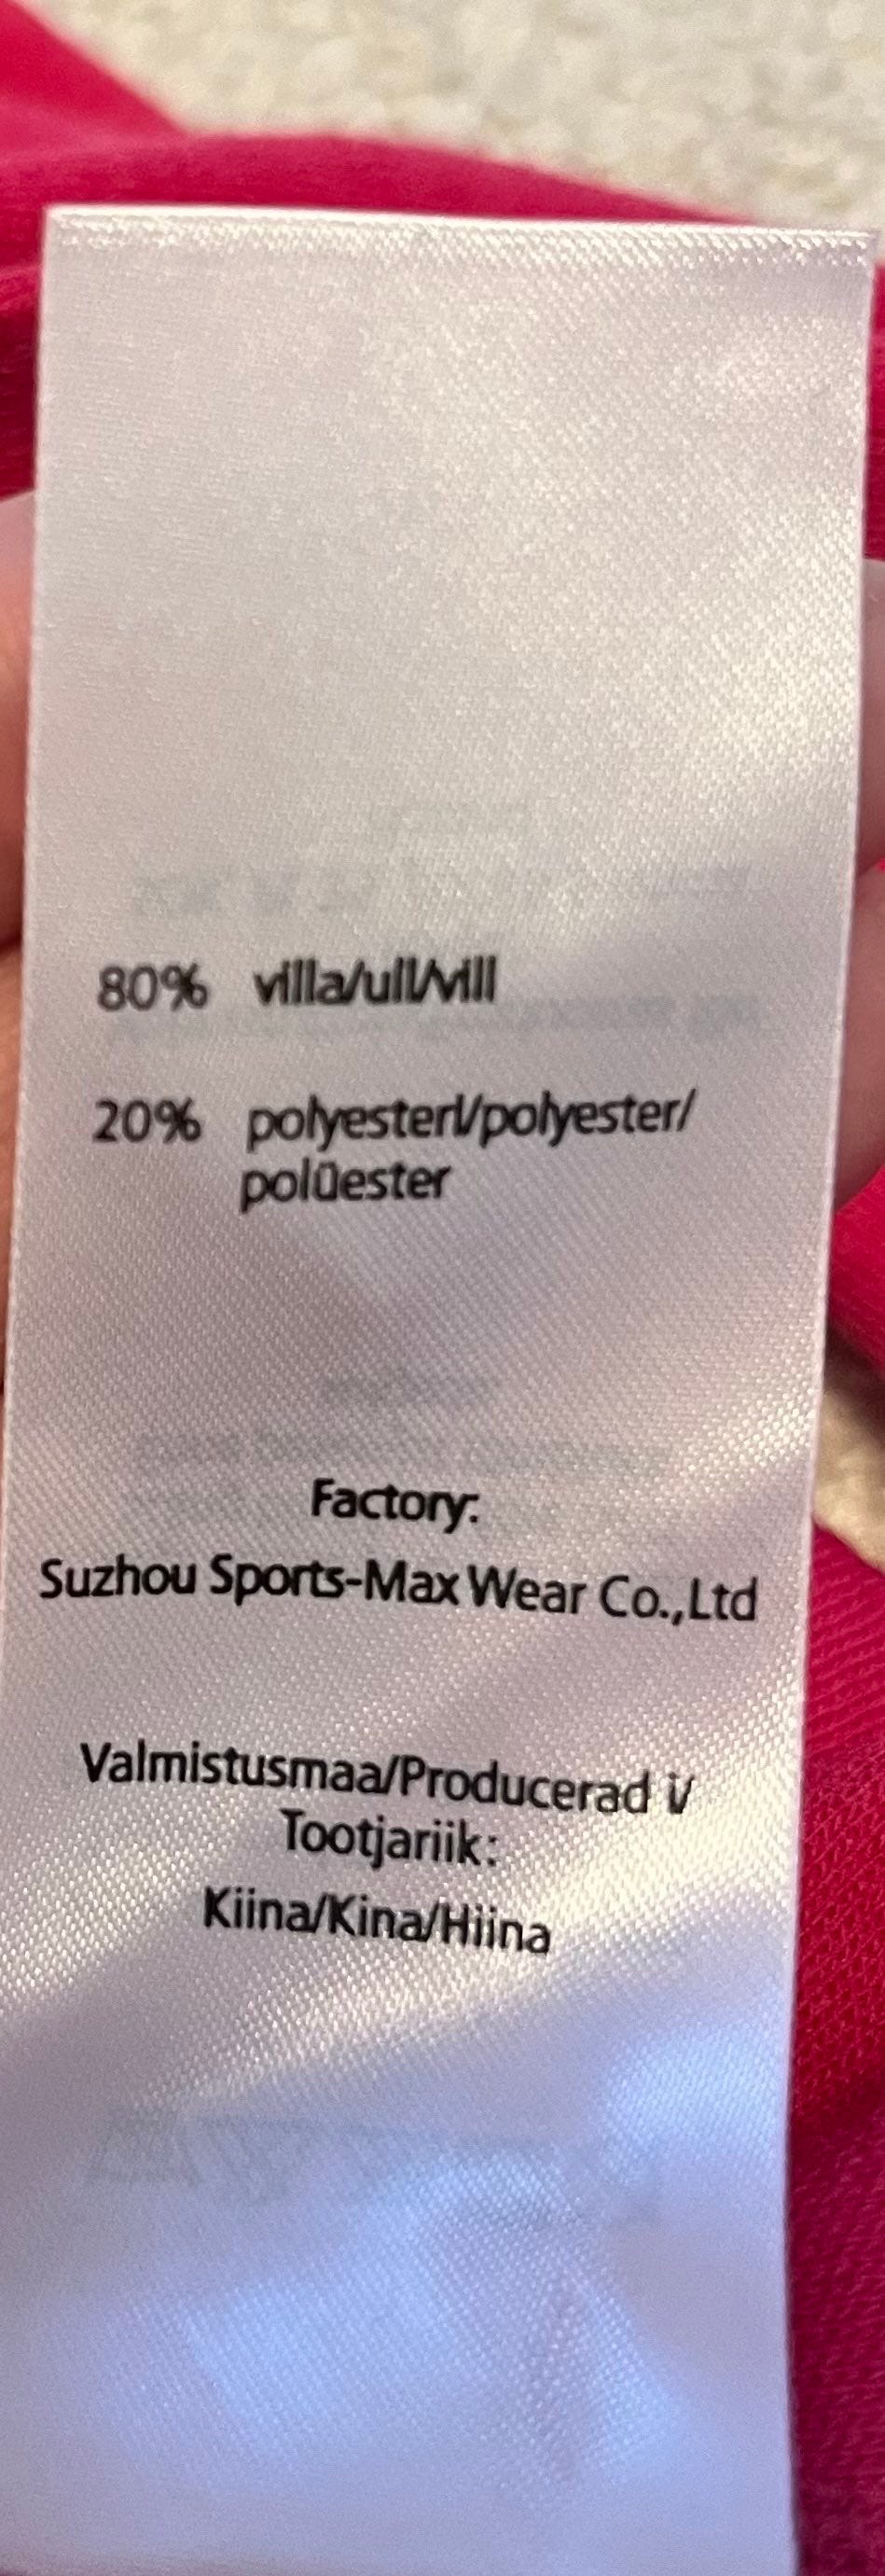 80% villa/ull/vill
20% polyesteri/polyester/
polüester
Factory:
Suzhou Sports-Max Wear Co.,Ltd
Valmistusmaa/Producerad i/
Tootjariik:
Kiina/Kina/Hiina